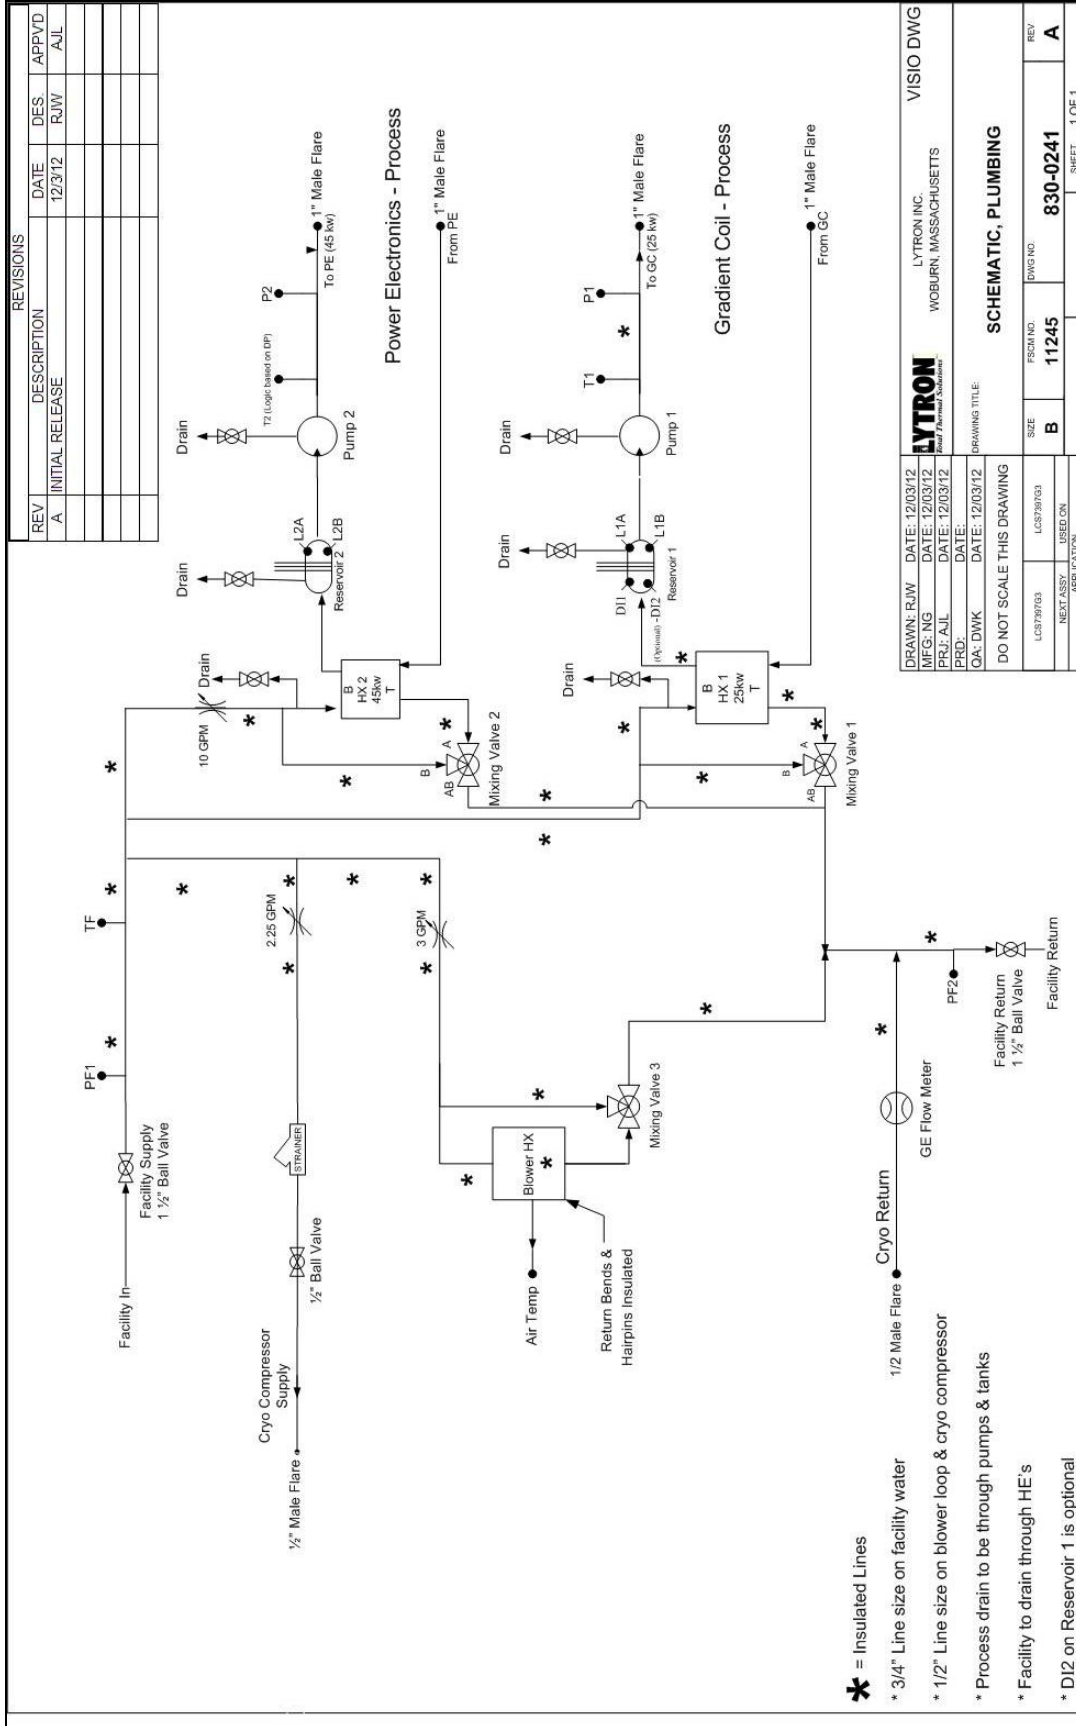 REVISIONS
REV DESCRIPTION DATE DES. APPV'D
A INITIAL RELEASE 12/3/12 RJW AJL
Facility In
Facility Supply
1 ½" Ball Valve
PF1
TF
10 GPM
Drain
Drain
Drain
B
HX 2
45kw
T
Reservoir 2
L2A
L2B
Pump 2
T2 (Logic based on DP)
P2
1" Male Flare
To PE (45 kw)
Power Electronics - Process
1" Male Flare
From PE
B
A
AB
Mixing Valve 2
½" Male Flare
Cryo Compressor
Supply
½" Ball Valve
STRAINER
2.25 GPM
3 GPM
Drain
Drain
Drain
B
HX 1
25kw
T
DI1
(Optional) -DI2
Reservoir 1
L1A
L1B
Pump 1
T1
P1
1" Male Flare
To GC (25 kw)
Gradient Coil - Process
1" Male Flare
From GC
B
A
AB
Mixing Valve 1
Air Temp
Blower HX
Return Bends &
Hairpins Insulated
Mixing Valve 3
1/2 Male Flare
Cryo Return
GE Flow Meter
PF2
Facility Return
1 ½" Ball Valve
Facility Return
* = Insulated Lines
* 3/4" Line size on facility water
* 1/2" Line size on blower loop & cryo compressor
* Process drain to be through pumps & tanks
* Facility to drain through HE's
* DI2 on Reservoir 1 is optional
DRAWN: RJW DATE: 12/03/12
MFG: NG DATE: 12/03/12
PRJ: AJL DATE: 12/03/12
PRD: DATE:
QA: DWK DATE: 12/03/12
DO NOT SCALE THIS DRAWING
LCS7397G3 LCS7397G3
NEXT ASSY USED ON
APPLICATION
LYTRON
Total Thermal Solutions
LYTRON INC.
WOBURN, MASSACHUSETTS
VISIO DWG
DRAWING TITLE:
SCHEMATIC, PLUMBING
SIZE FSCM NO. DWG NO. REV
B 11245 830-0241 A
SHEET 1 OF 1